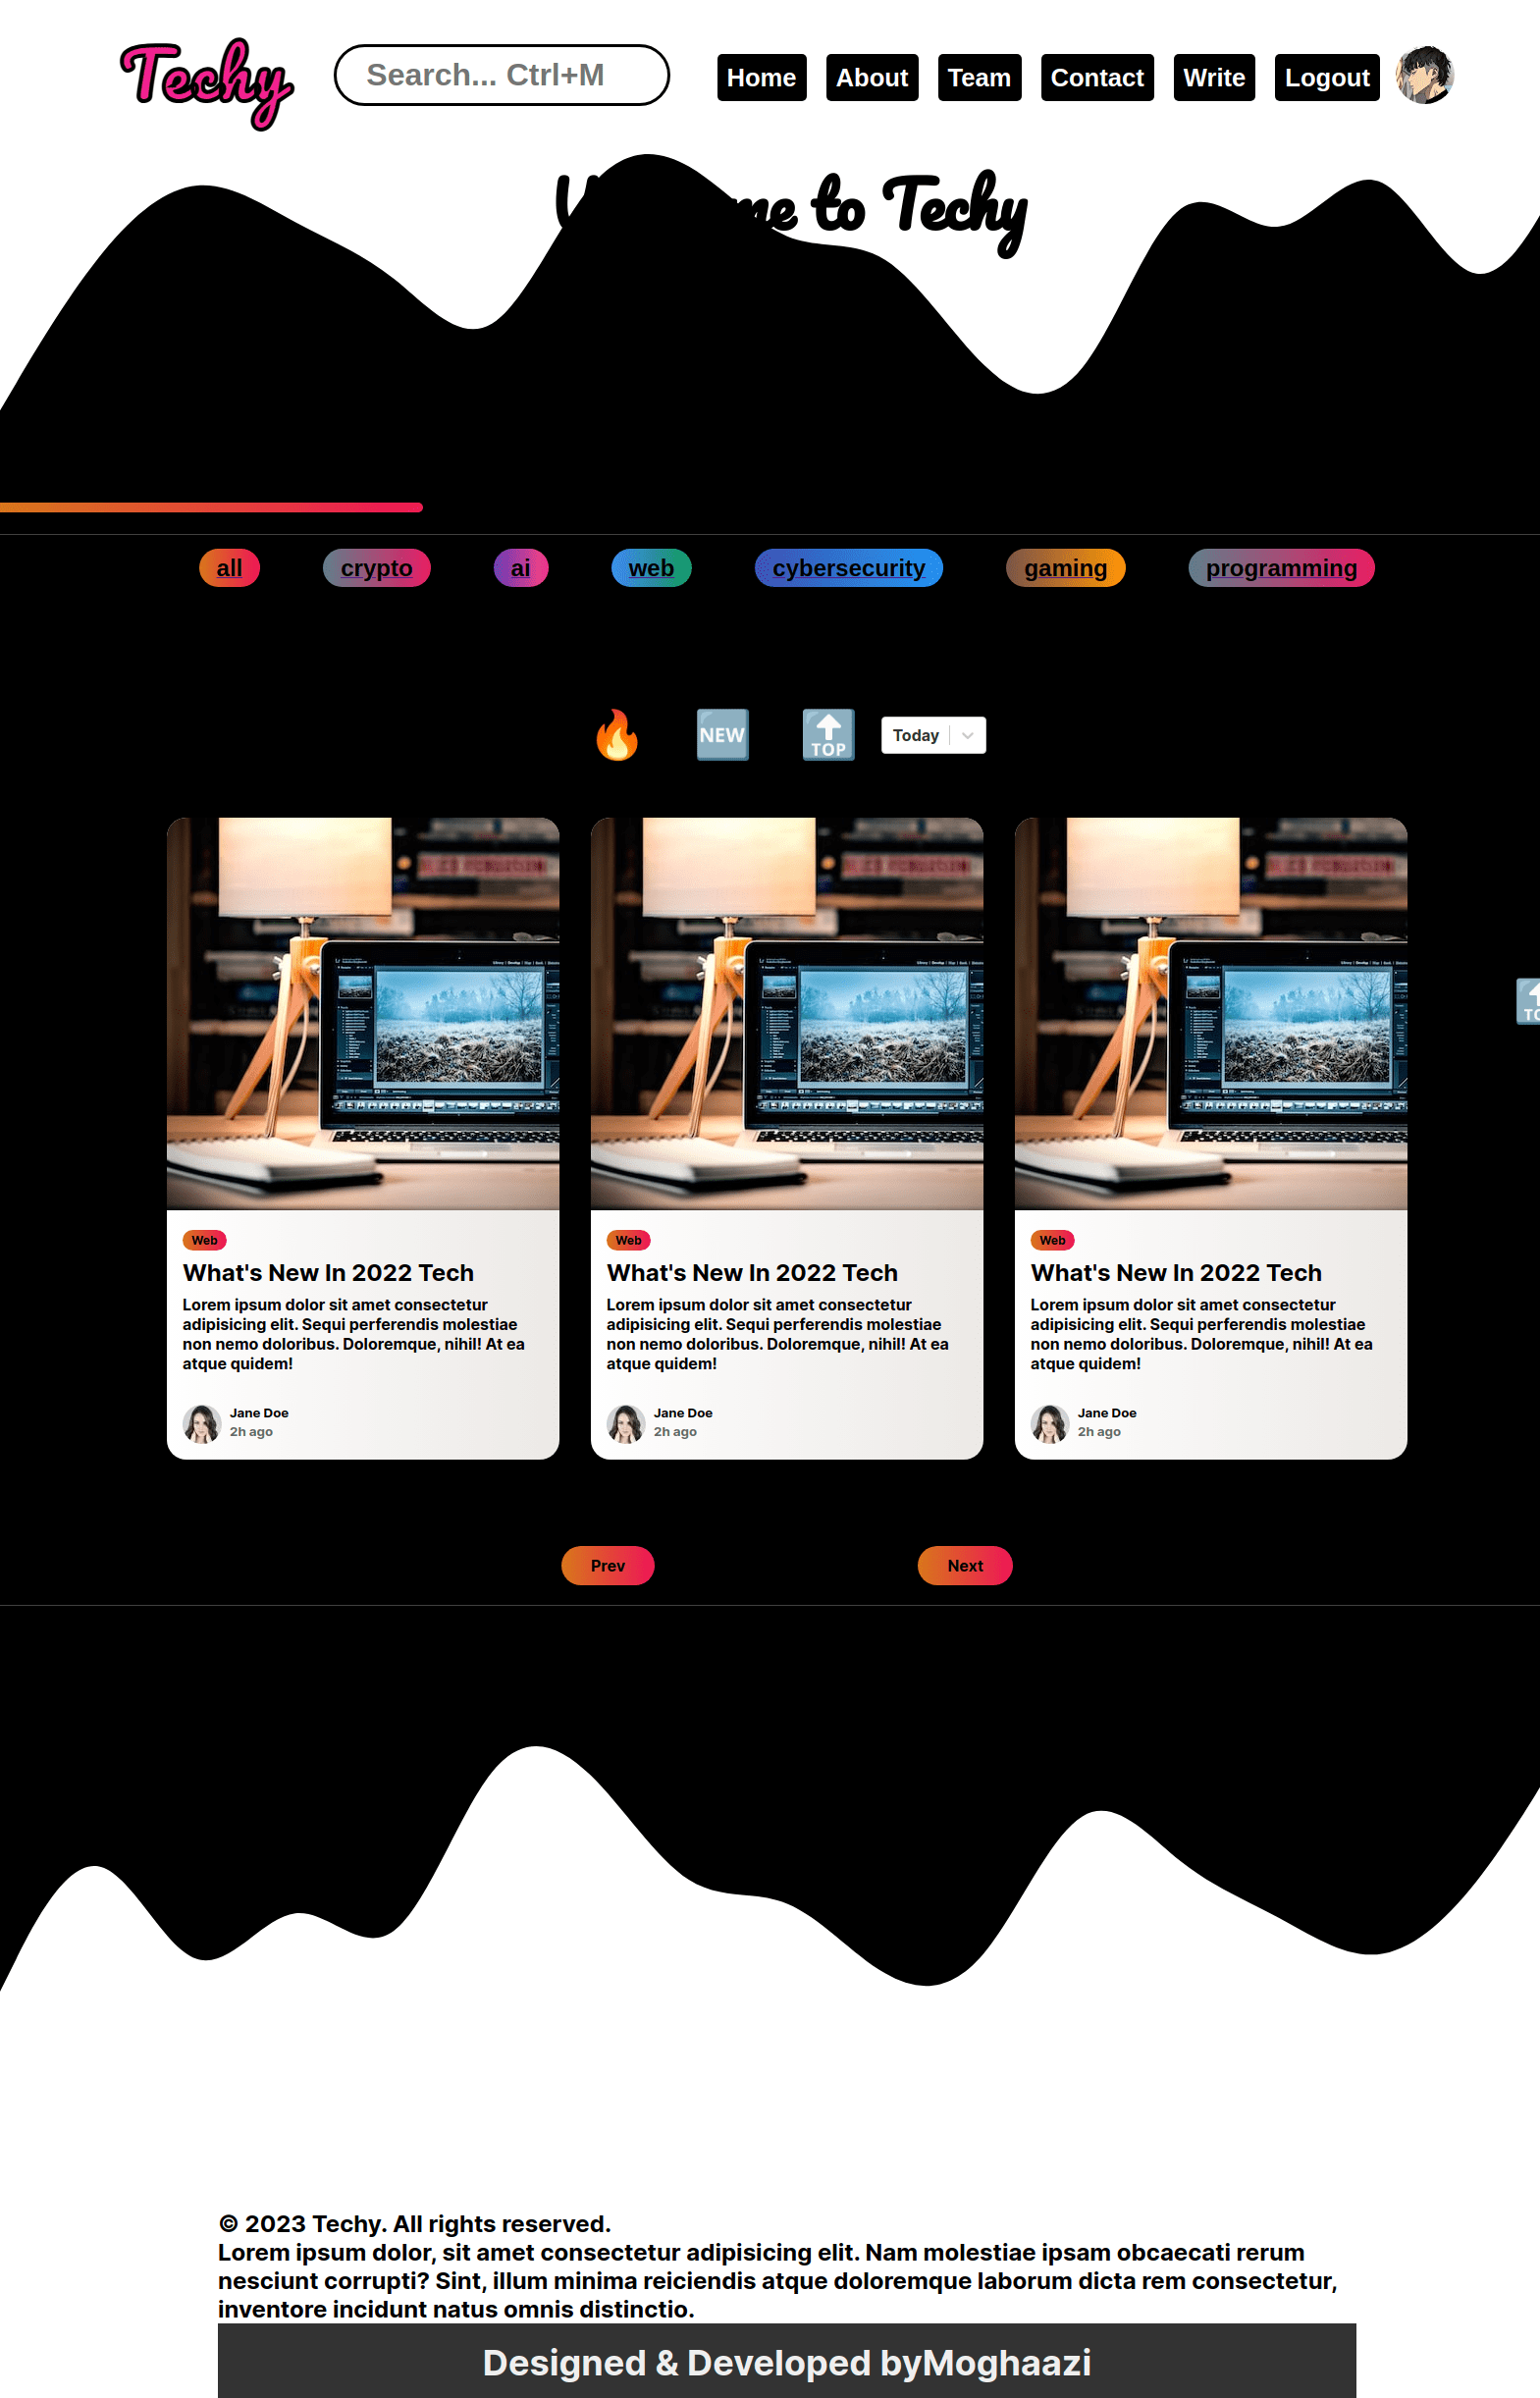 Techy
Search... Ctrl+M
Home About Team Contact Write Logout
to Techy
all crypto ai web cybersecurity gaming programming
NEW TOP Today
Web
What's New In 2022 Tech
Lorem ipsum dolor sit amet consectetur
adipisicing elit. Sequi perferendis molestiae
non nemo doloribus. Doloremque, nihil! At ea
atque quidem!
Jane Doe
2h ago
Web
What's New In 2022 Tech
Lorem ipsum dolor sit amet consectetur
adipisicing elit. Sequi perferendis molestiae
non nemo doloribus. Doloremque, nihil! At ea
atque quidem!
Jane Doe
2h ago
Web
What's New In 2022 Tech
Lorem ipsum dolor sit amet consectetur
adipisicing elit. Sequi perferendis molestiae
non nemo doloribus. Doloremque, nihil! At ea
atque quidem!
Jane Doe
2h ago
Prev Next
© 2023 Techy. All rights reserved.
Lorem ipsum dolor, sit amet consectetur adipisicing elit. Nam molestiae ipsam obcaecati rerum
nesciunt corrupti? Sint, illum minima reiciendis atque doloremque laborum dicta rem consectetur,
inventore incidunt natus omnis distinctio.
Designed & Developed byMoghaazi